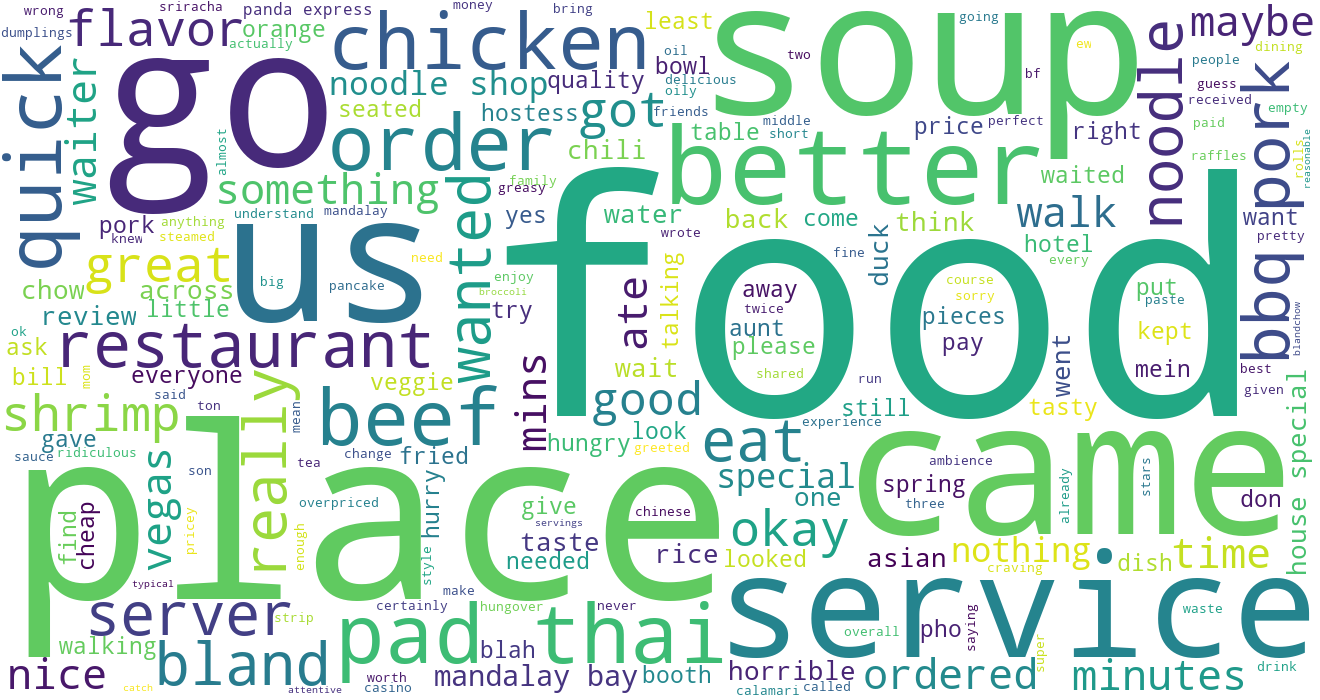 wrong
sriracha
panda express
money
bring
going
dumplings
flavor
orange
actually
chicken
soup
ew
maybe
go
oil
bowl
two
noodle
people
dining
quick
waiter
noodle shop
quality
delicious
oily
bf
guess
received
bbq pork
seated
hostess
got
friends
middle
short
price
perfect
right
empty
almost
order
chili
table
better
paid
raffles
rolls
reasonable
something
greasy
family
waited
wanted
understand
mandalay
yes
water
back
come
think
walk
want
pork
anything
knew
steamed
us
wrote
food
duck
fine
hotel
every
pretty
great
need
big
pancake
enjoy
broccoli
talking
away
twice
course
sorry
put
paste
chow
across
little
review
try
ate
aunt
please
pieces
pay
kept
blandchow
ok
ask
restaurant
mins
wait
shared
run
went
mein
best
given
bill
mom
everyone
said
veggie
good
still
tasty
shrimp
ton
really
mean
beef
look
experience
house special
gave
sauce
ridiculous
son
tea
change
fried
hungry
greeted
eat
came
ambience
place
vegas
find
cheap
pricey
overpriced
hurry
give
servings
chinese
special
one
spring
three
already
stars
don
enough
style
taste
needed
rice
okay
looked
asian
nothing
craving
dish
time
typical
make
service
server
strip
certainly
hungover
never
pad thai
overall
pho
saying
super
waste
walking
nice
bland
blah
worth
casino
mandalay bay
booth
horrible
calamari
called
ordered
minutes
drink
catch
attentive
least